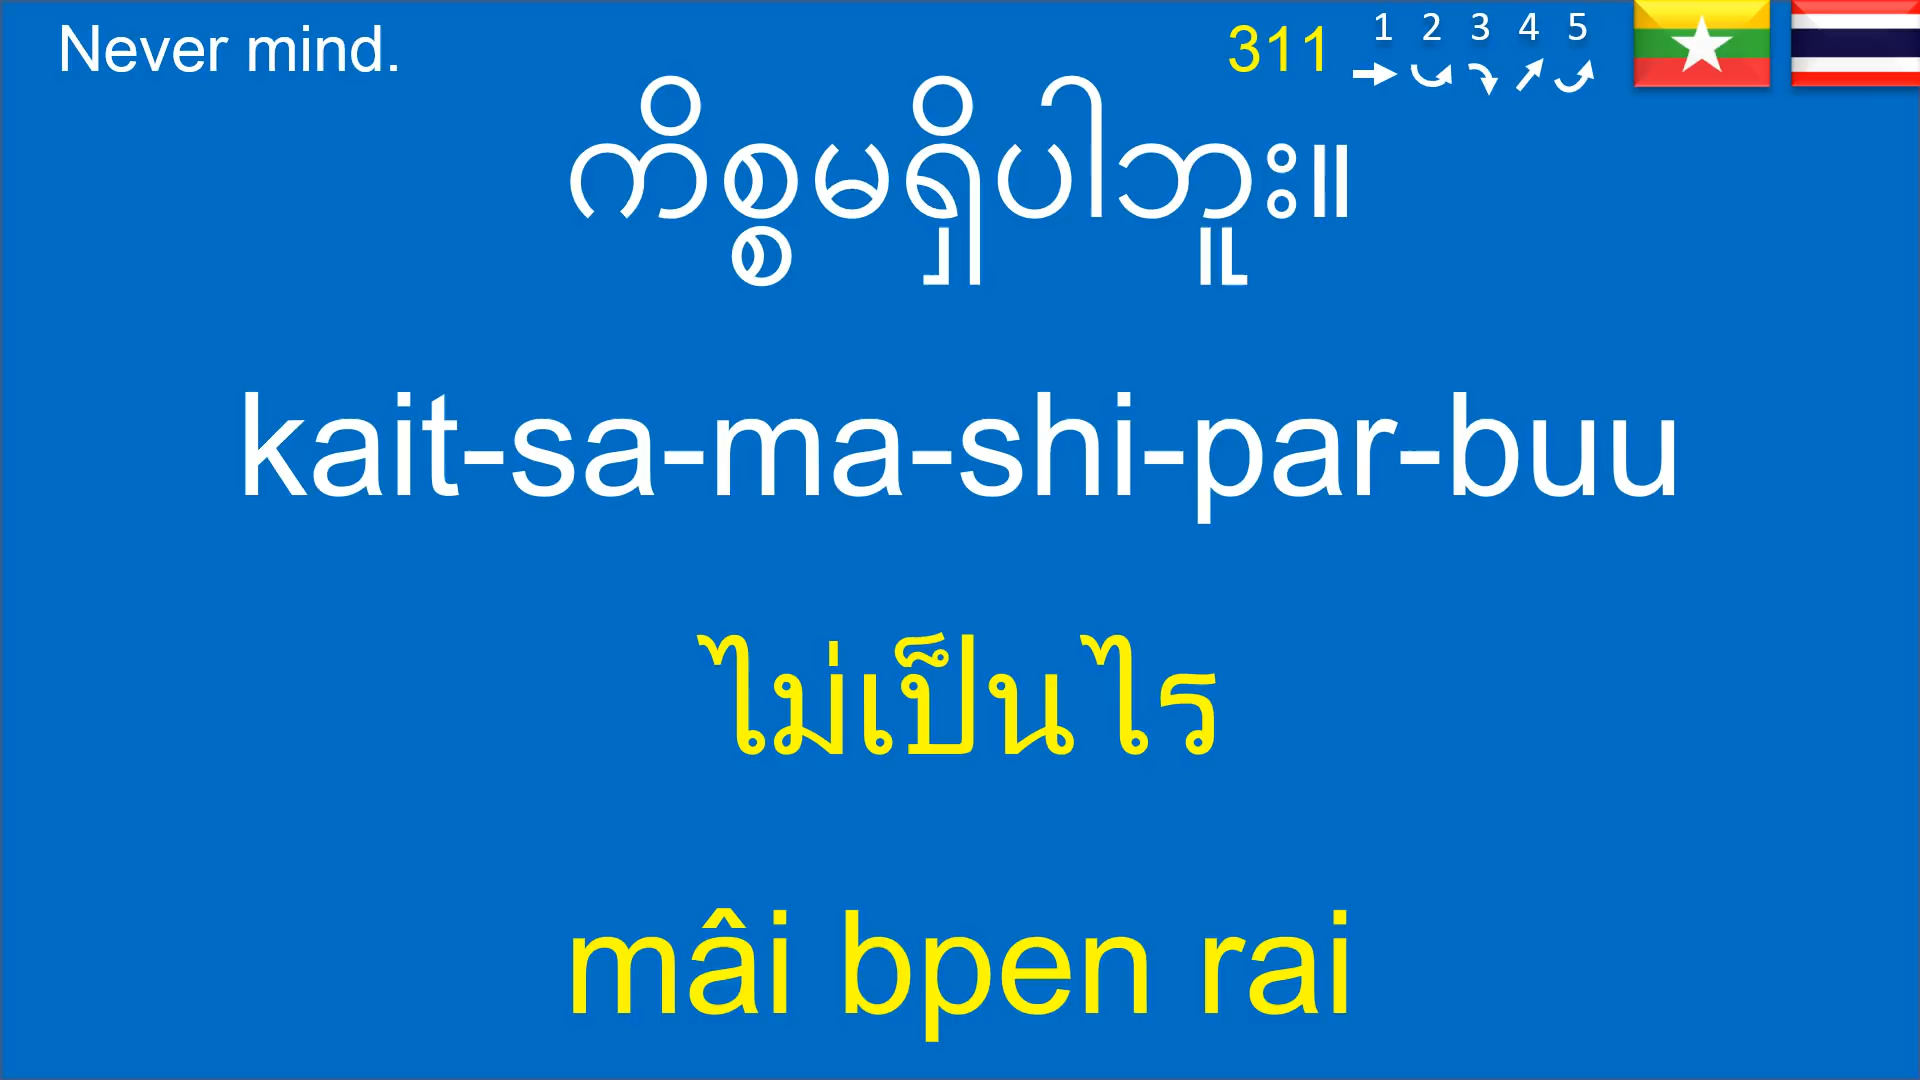 Never mind.
311
1 2 3 4 5
ကိစ္စမရှိပါဘူး။
kait-sa-ma-shi-par-buu
ไม่เป็นไร
mâi bpen rai